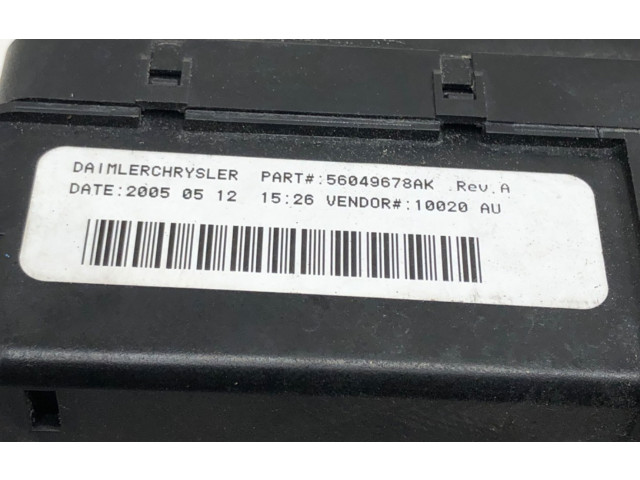 DAIMLERCHRYSLER PART#:56049678AK .Rev.A
DATE:2005 05 12 15:26 VENDOR#:10020 AU